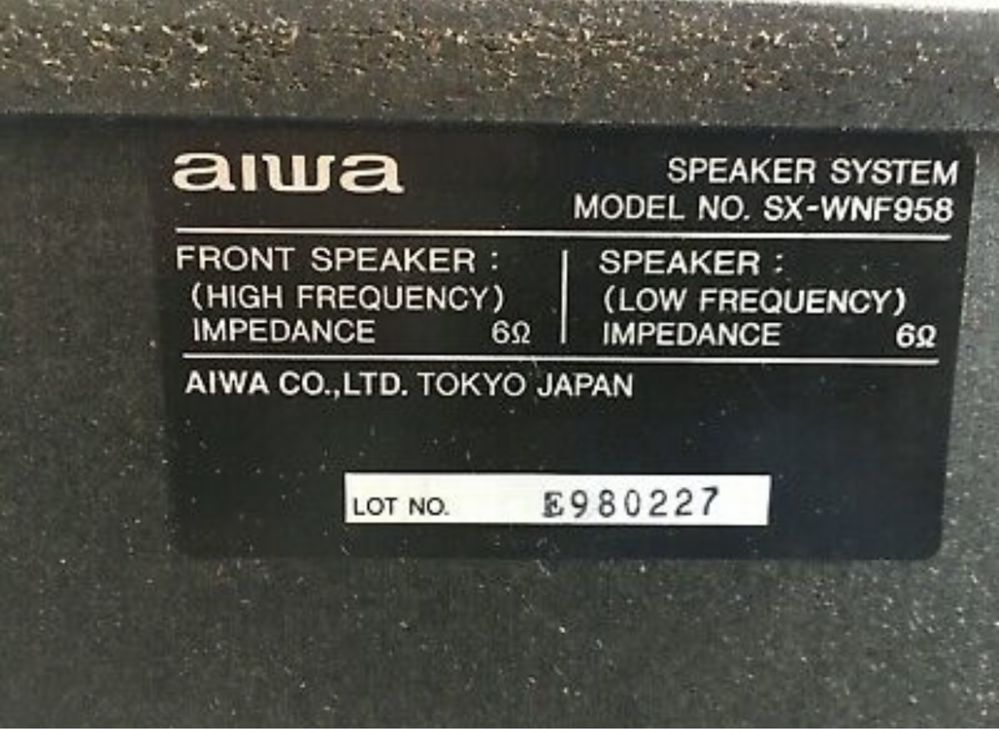 aiwa
SPEAKER SYSTEM
MODEL NO. SX-WNF958
FRONT SPEAKER :
(HIGH FREQUENCY)
IMPEDANCE 6Ω
SPEAKER :
(LOW FREQUENCY)
IMPEDANCE 6Ω
AIWA CO.,LTD. TOKYO JAPAN
LOT NO. E980227